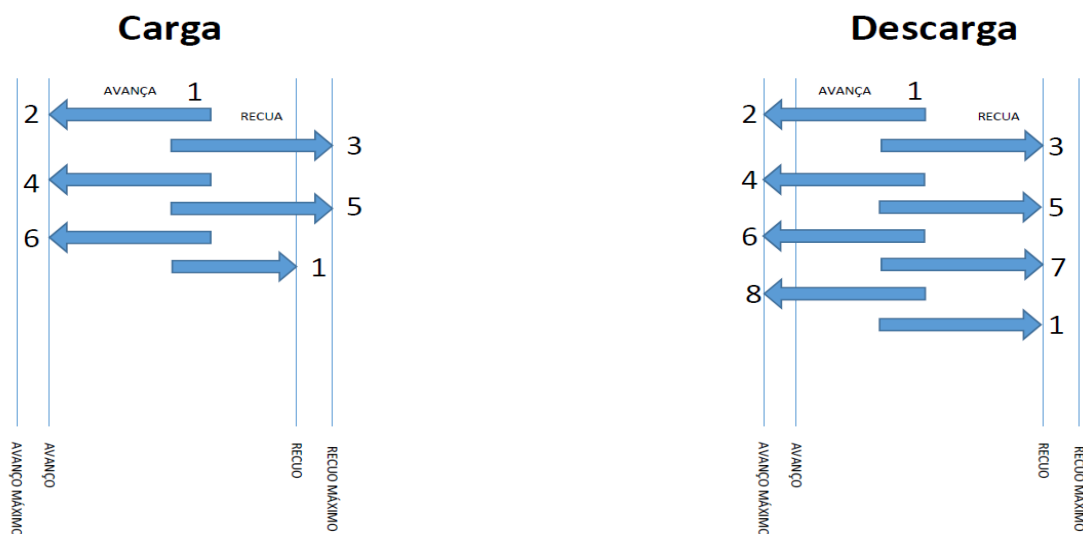 Carga
AVANÇA 1
2
RECUA
3
4
5
6
1
AVANÇO MÁXIMO
AVANÇO
RECUO
RECUO MÁXIMO
Descarga
AVANÇA 1
2
RECUA
3
4
5
6
7
8
1
AVANÇO MÁXIMO
AVANÇO
RECUO
RECUO MÁXIMO